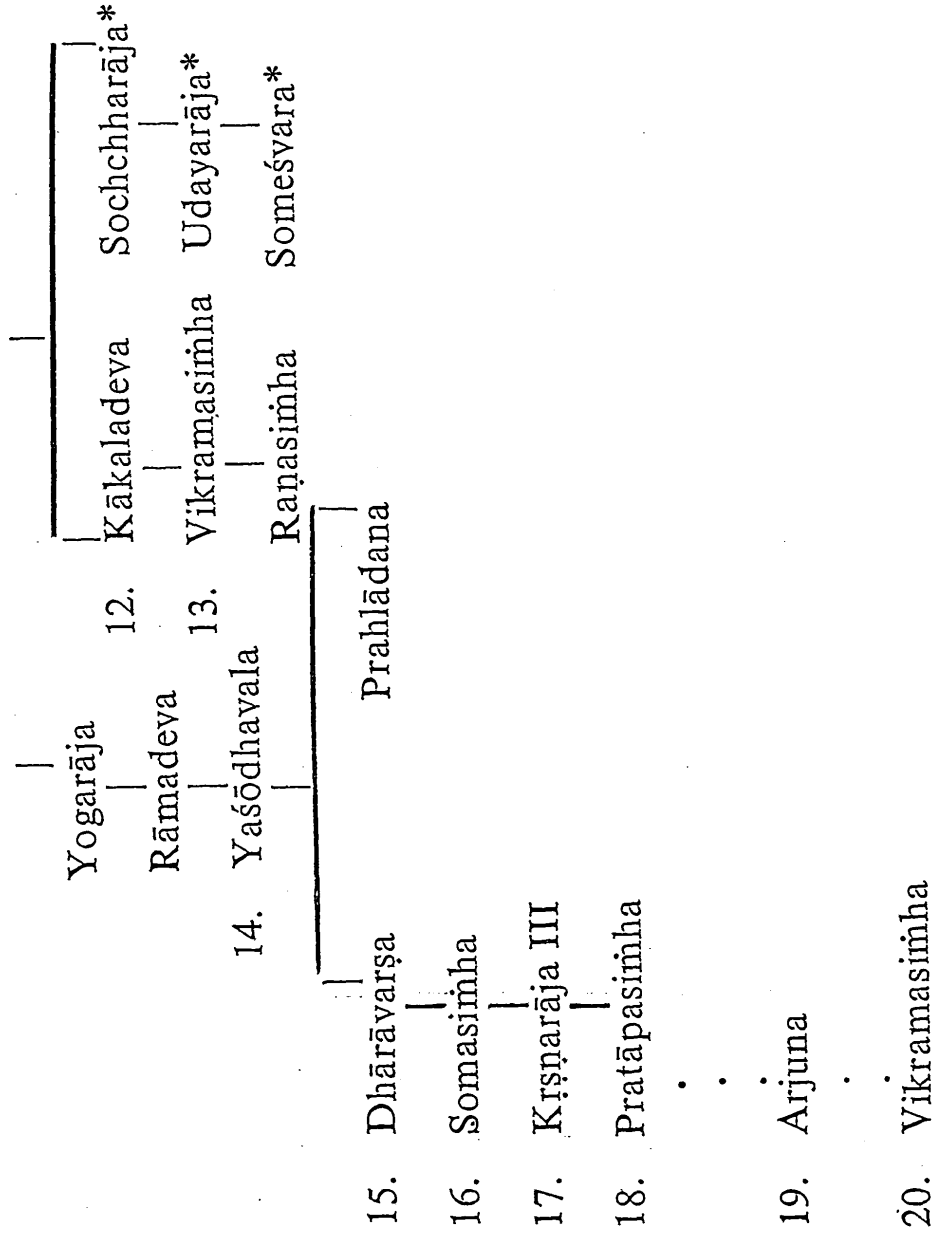 Yogarāja 12. Kākaladeva Sochchharāja*
Rāmadeva 13. Vikramasiṁha Udayarāja*
14. Yaśōdhavala Raṇasiṁha Someśvara*
15. Dhārāvarṣa Prahlādana
16. Somasiṁha
17. Kṛṣṇarāja III
18. Pratāpasiṁha
19. Arjuna
20. Vikramasiṁha